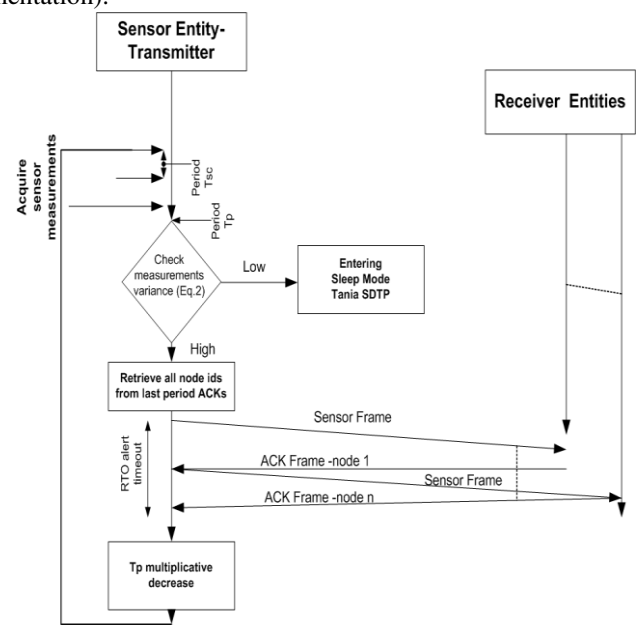 nentation).
Sensor Entity-
Transmitter
Receiver Entities
Acquire
sensor
measurements
Period
Tsc
Period
Tp
Check
measurements
variance (Eq.2)
Low
Entering
Sleep Mode
Tania SDTP
High
Retrieve all node ids
from last period ACKs
Sensor Frame
RTO alert
timeout
ACK Frame -node 1
Sensor Frame
ACK Frame -node n
Tp multiplicative
decrease